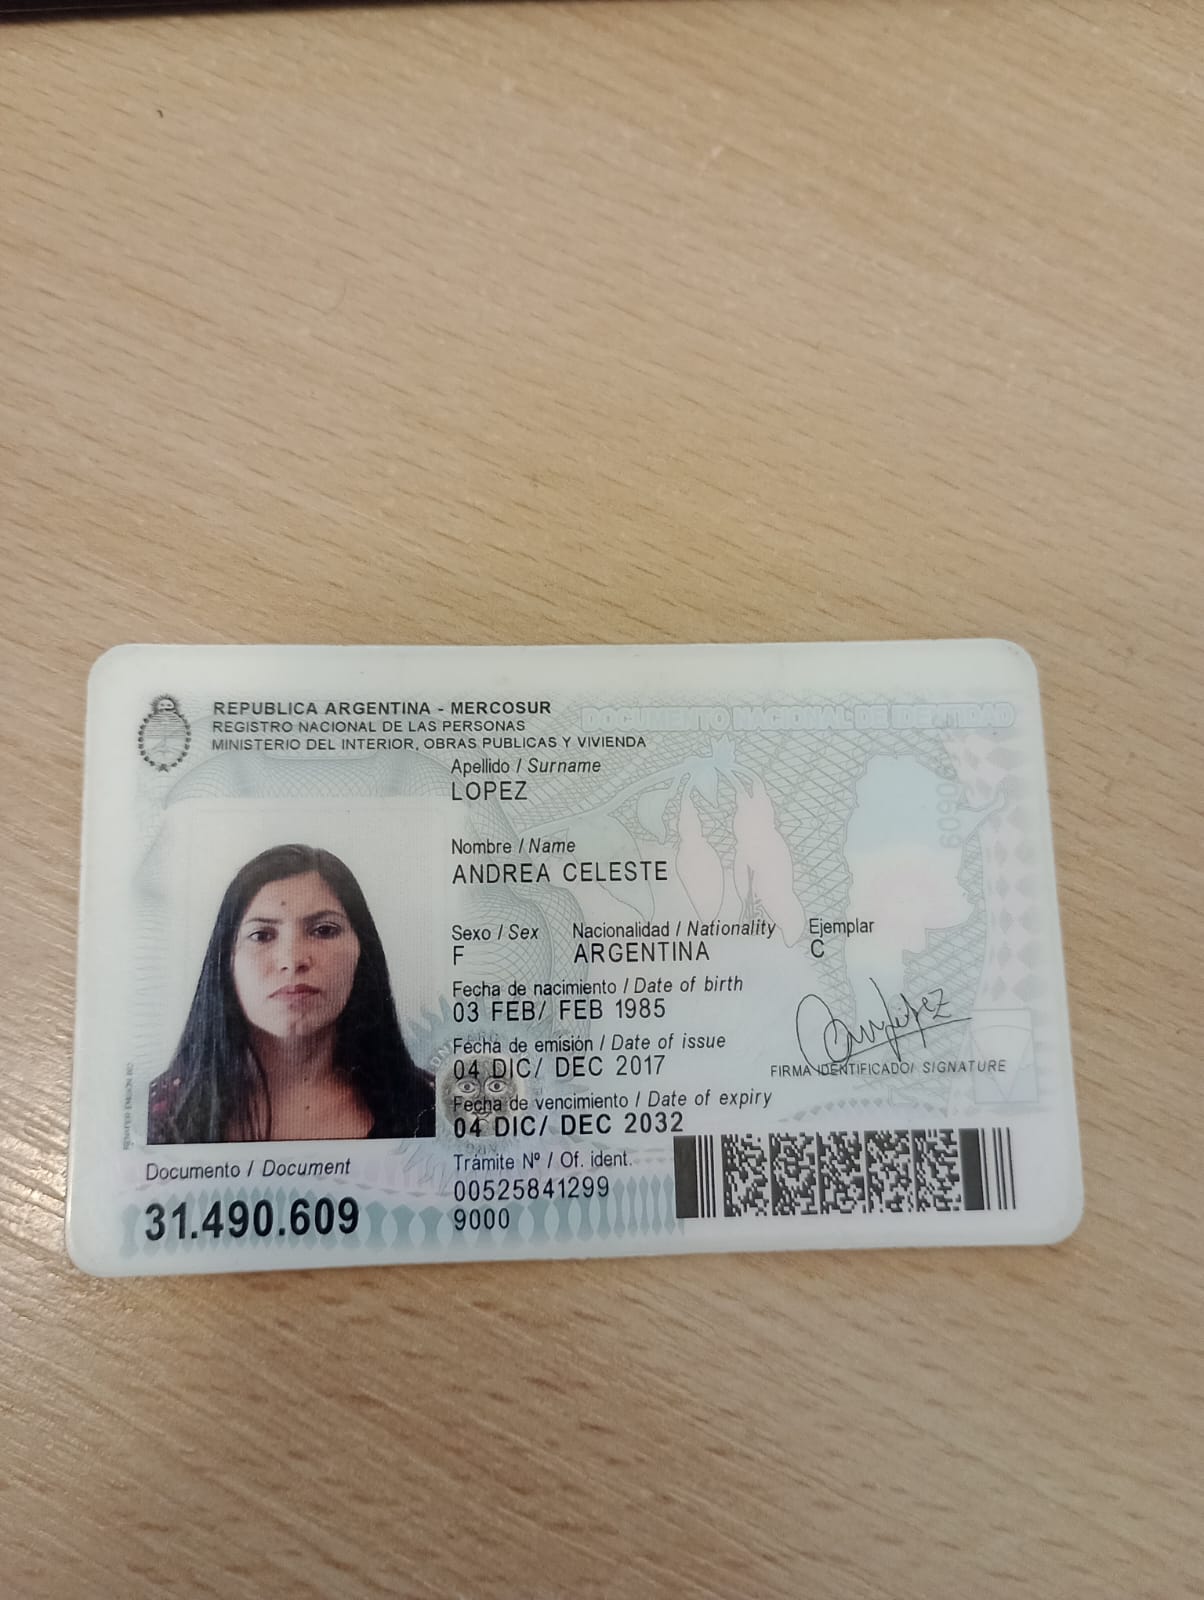 REPUBLICA ARGENTINA - MERCOSUR
REGISTRO NACIONAL DE LAS PERSONAS
MINISTERIO DEL INTERIOR, OBRAS PUBLICAS Y VIVIENDA
DOCUMENTO NACIONAL DE IDENTIDAD
Apellido / Surname
LOPEZ
Nombre / Name
ANDREA CELESTE
Sexo / Sex Nacionalidad / Nationality Ejemplar
F ARGENTINA C
Fecha de nacimiento / Date of birth
03 FEB/ FEB 1985
Fecha de emisión / Date of issue
04 DIC/ DEC 2017
FIRMA IDENTIFICADO/ SIGNATURE
Fecha de vencimiento / Date of expiry
04 DIC/ DEC 2032
Documento / Document
31.490.609
Trámite Nº / Of. ident.
00525841299
9000